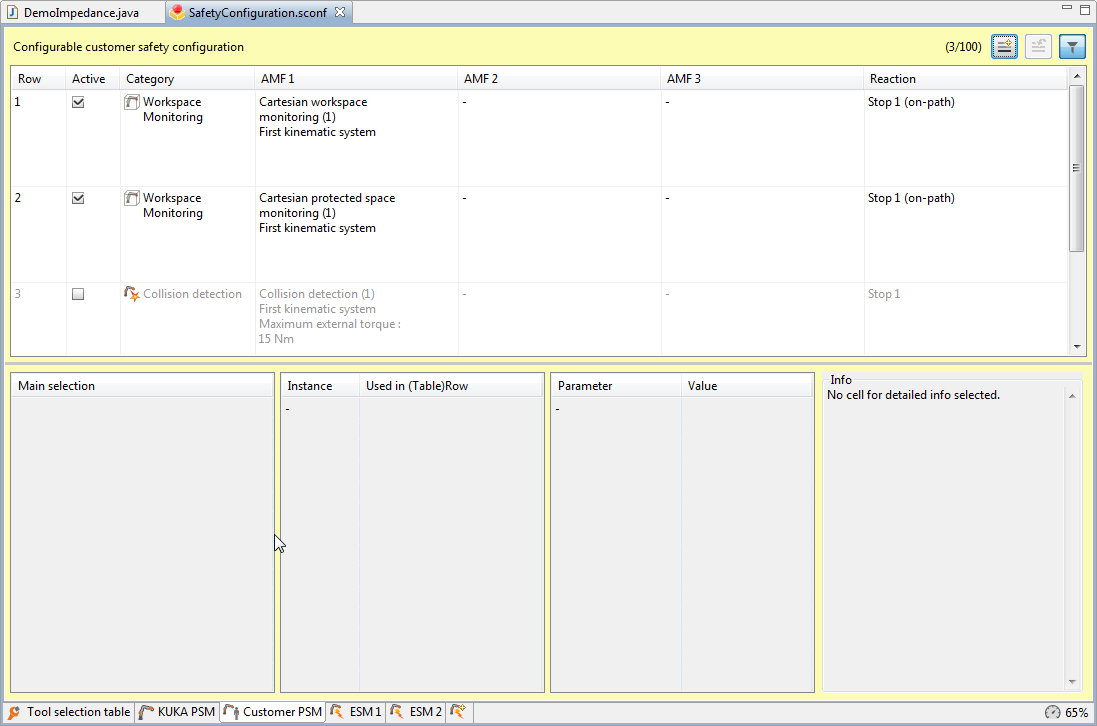 DemoImpedance.java
SafetyConfiguration.sconf
Configurable customer safety configuration
(3/100)
Row Active Category AMF 1 AMF 2 AMF 3 Reaction
1 Workspace Monitoring Cartesian workspace monitoring (1) First kinematic system - - Stop 1 (on-path)
2 Workspace Monitoring Cartesian protected space monitoring (1) First kinematic system - - Stop 1 (on-path)
3 Collision detection Collision detection (1) First kinematic system Maximum external torque : 15 Nm - - Stop 1
Main selection
Instance Used in (Table)Row
-
Parameter Value
-
Info
No cell for detailed info selected.
Tool selection table KUKA PSM Customer PSM ESM 1 ESM 2
65%